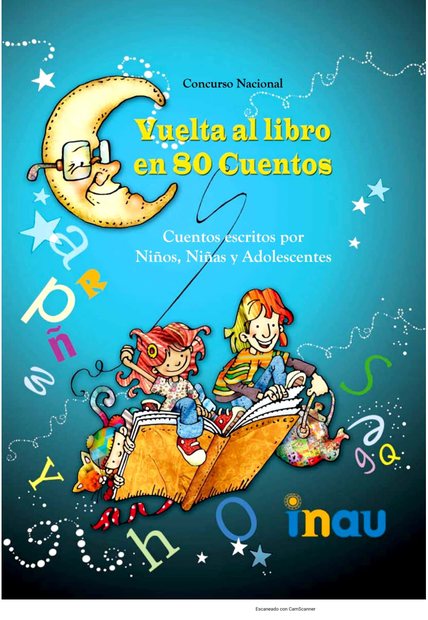 Concurso Nacional
Vuelta al libro
en 80 Cuentos
Cuentos escritos por
Niños, Niñas y Adolescentes
a
p
R
ñ
S
e
g
Q
y
h
O
inau
Escaneado con CamScanner